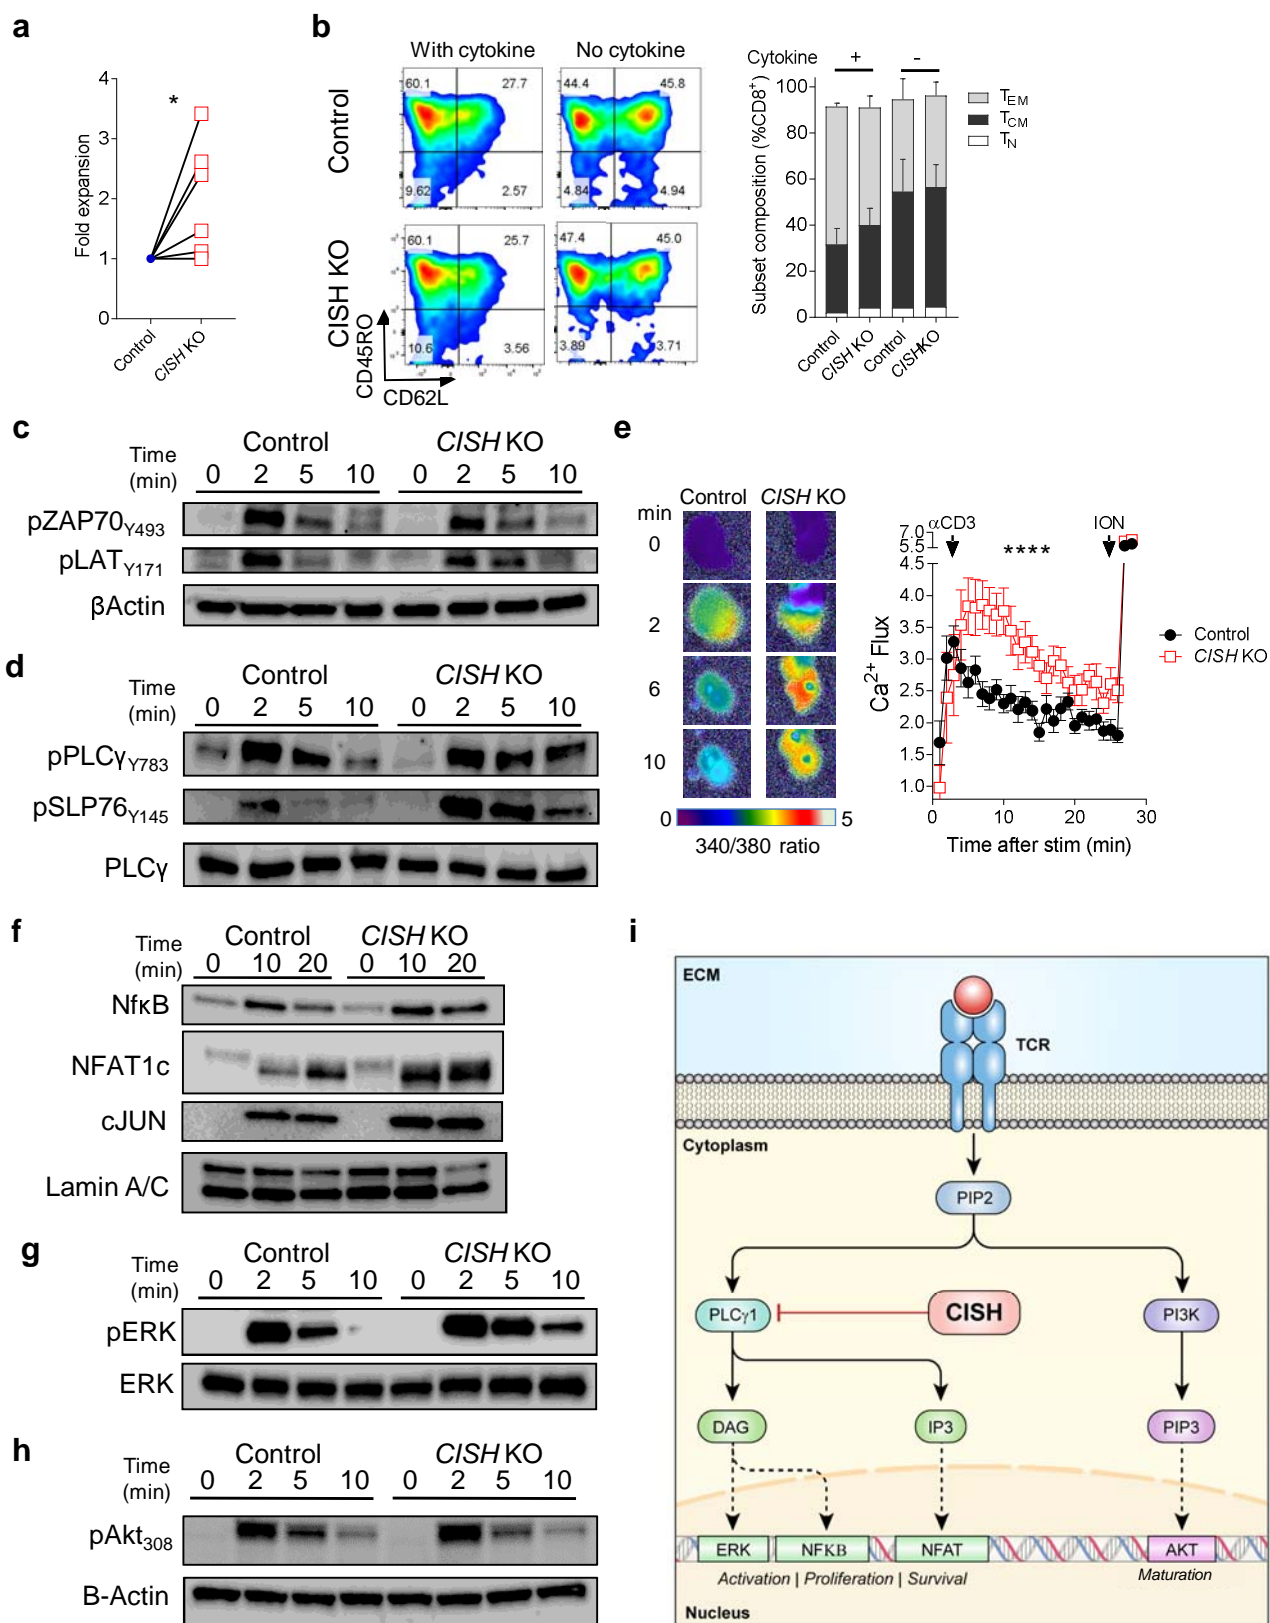 a
4
3
2
1
0
Fold expansion
*
Control
CISH KO
b
With cytokine
No cytokine
Control
60.1
27.7
9.62
2.57
44.4
45.8
4.84
4.94
CISH KO
60.1
25.7
10.6
3.56
47.4
45.0
3.89
3.71
CD45RO
CD62L
Cytokine + -
Subset composition (%CD8+)
100
80
60
40
20
0
TEM
TCM
TN
Control
CISH KO
Control
CISH KO
c
Control CISH KO
Time (min)
0 2 5 10 0 2 5 10
pZAP70Y493
pLATY171
βActin
d
Control CISH KO
Time (min)
0 2 5 10 0 2 5 10
pPLCγY783
pSLP76Y145
PLCγ
e
Control CISH KO
min
0
2
6
10
0 5
340/380 ratio
αCD3
ION
****
Ca2+ Flux
7.0
5.5
4.5
4.0
3.5
3.0
2.5
2.0
1.5
1.0
0 10 20 30
Time after stim (min)
Control
CISH KO
f
Control CISH KO
Time (min)
0 10 20 0 10 20
NfκB
NFAT1c
cJUN
Lamin A/C
g
Control CISH KO
Time (min)
0 2 5 10 0 2 5 10
pERK
ERK
h
Control CISH KO
Time (min)
0 2 5 10 0 2 5 10
pAkt308
B-Actin
i
ECM
TCR
Cytoplasm
PIP2
PLCγ1
CISH
PI3K
DAG
IP3
PIP3
ERK
NFKB
NFAT
AKT
Activation | Proliferation | Survival
Maturation
Nucleus